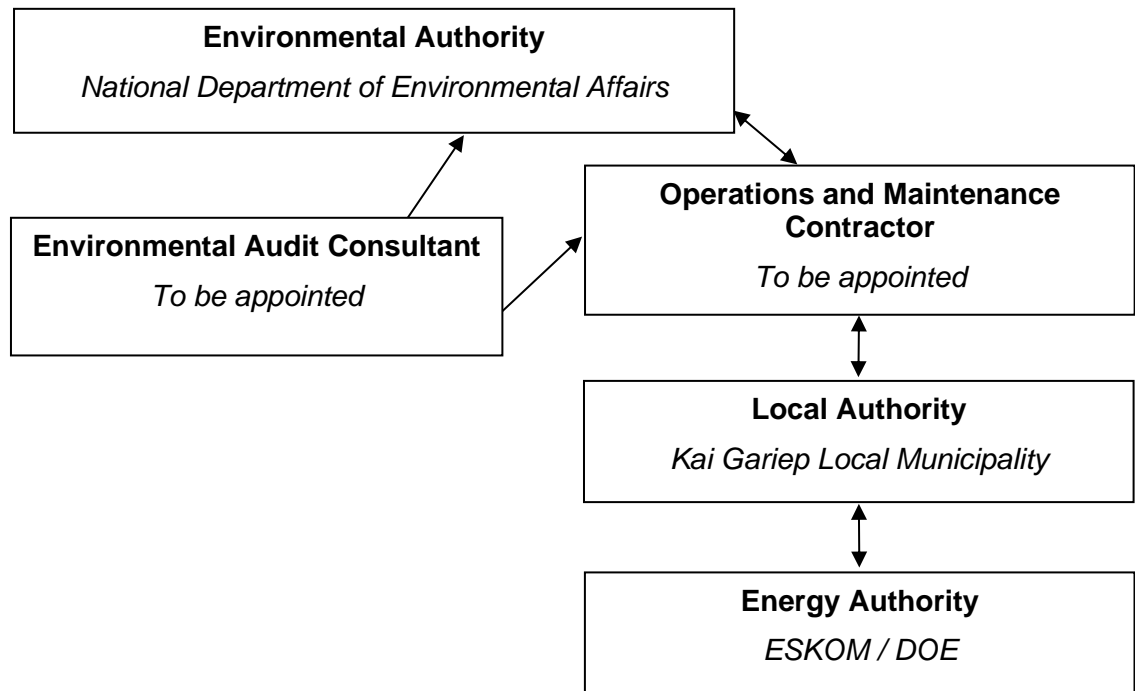 Environmental Authority
National Department of Environmental Affairs
Operations and Maintenance
Contractor
To be appointed
Environmental Audit Consultant
To be appointed
Local Authority
Kai Gariep Local Municipality
Energy Authority
ESKOM / DOE